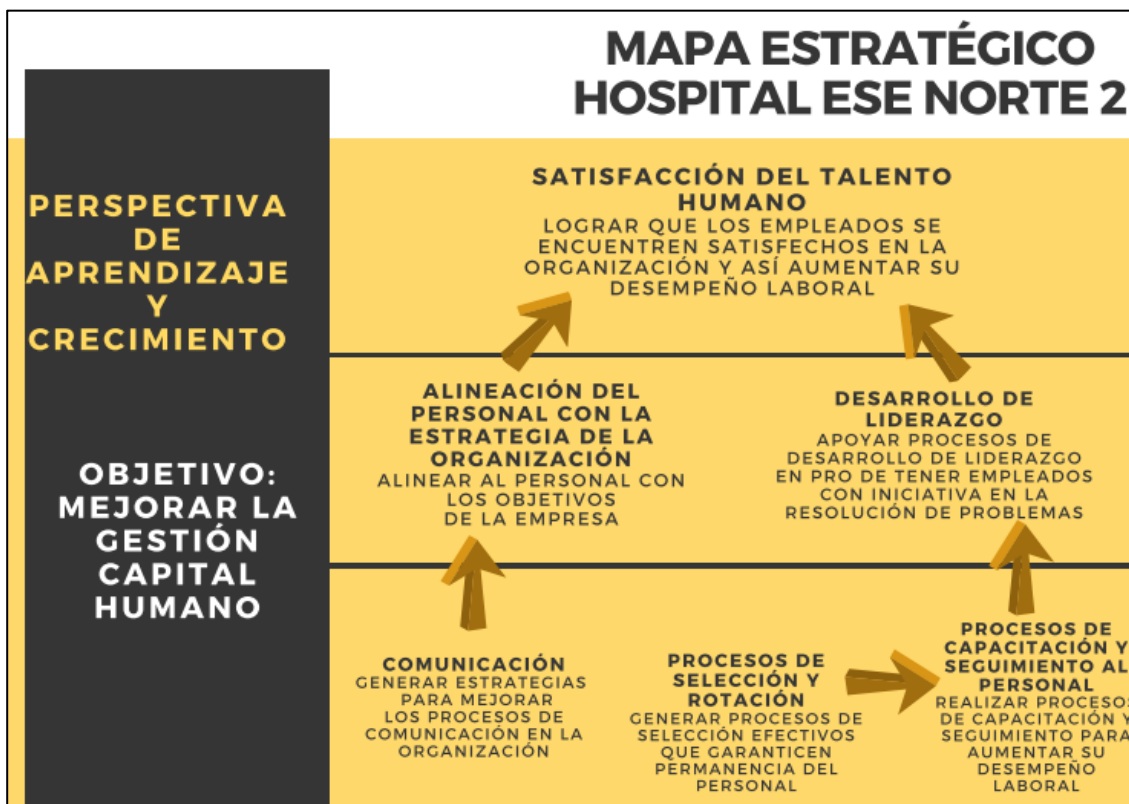 MAPA ESTRATÉGICO
HOSPITAL ESE NORTE 2
PERSPECTIVA
DE
APRENDIZAJE
Y
CRECIMIENTO
OBJETIVO:
MEJORAR LA
GESTIÓN
CAPITAL
HUMANO
SATISFACCIÓN DEL TALENTO
HUMANO
LOGRAR QUE LOS EMPLEADOS SE
ENCUENTREN SATISFECHOS EN LA
ORGANIZACIÓN Y ASÍ AUMENTAR SU
DESEMPEÑO LABORAL
ALINEACIÓN DEL
PERSONAL CON LA
ESTRATEGIA DE LA
ORGANIZACIÓN
ALINEAR AL PERSONAL CON
LOS OBJETIVOS
DE LA EMPRESA
DESARROLLO DE
LIDERAZGO
APOYAR PROCESOS DE
DESARROLLO DE LIDERAZGO
EN PRO DE TENER EMPLEADOS
CON INICIATIVA EN LA
RESOLUCIÓN DE PROBLEMAS
COMUNICACIÓN
GENERAR ESTRATEGIAS
PARA MEJORAR
LOS PROCESOS DE
COMUNICACIÓN EN LA
ORGANIZACIÓN
PROCESOS DE
SELECCIÓN Y
ROTACIÓN
GENERAR PROCESOS DE
SELECCIÓN EFECTIVOS
QUE GARANTICEN
PERMANENCIA DEL
PERSONAL
PROCESOS DE
CAPACITACIÓN Y
SEGUIMIENTO AL
PERSONAL
REALIZAR PROCESOS
DE CAPACITACIÓN Y
SEGUIMIENTO PARA
AUMENTAR SU
DESEMPEÑO
LABORAL